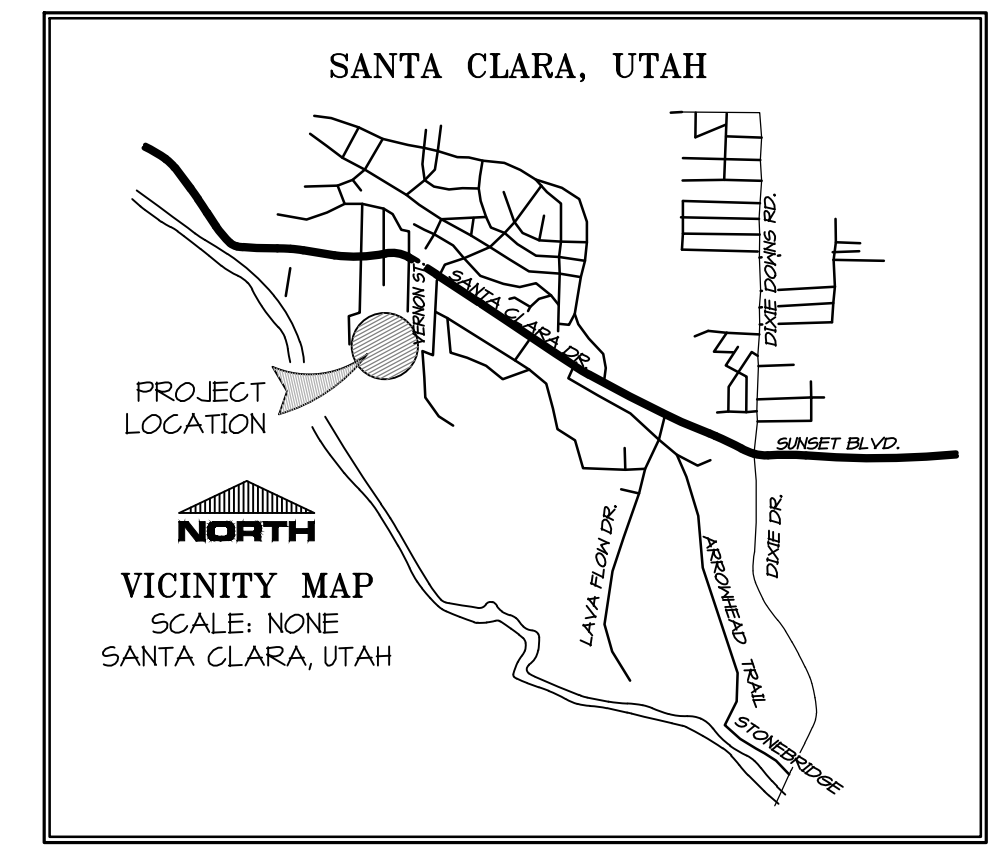 SANTA CLARA, UTAH
DIXIE DOWNS RD.
VERNON ST.
SANTA CLARA DR.
PROJECT
LOCATION
SUNSET BLVD.
NORTH
LAVA FLOW DR.
DIXIE DR.
ARROWHEAD TRAIL
VICINITY MAP
SCALE: NONE
SANTA CLARA, UTAH
STONEBRIDGE